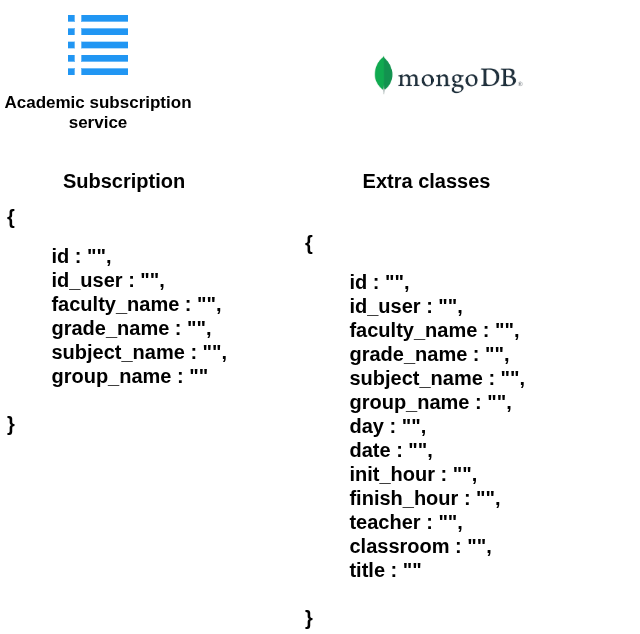 Academic subscription
service
mongoDB®
Subscription
{
id : "",
id_user : "",
faculty_name : "",
grade_name : "",
subject_name : "",
group_name : ""
}
Extra classes
{
id : "",
id_user : "",
faculty_name : "",
grade_name : "",
subject_name : "",
group_name : "",
day : "",
date : "",
init_hour : "",
finish_hour : "",
teacher : "",
classroom : "",
title : ""
}